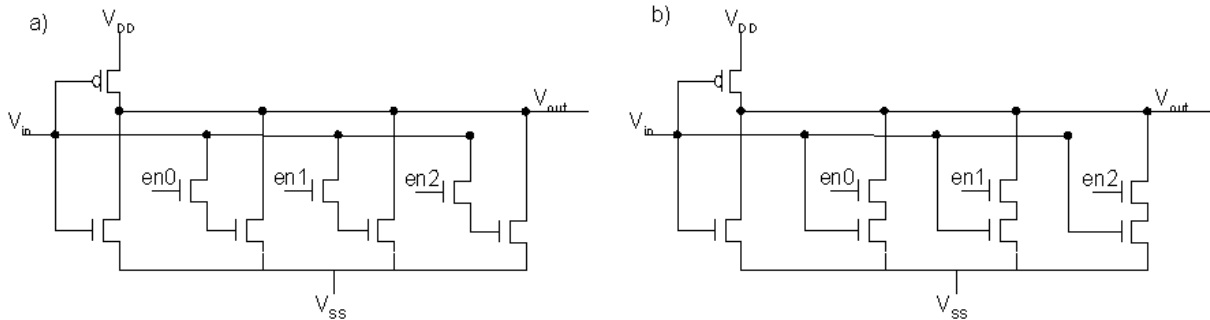 a)
V_DD
V_in
V_out
en0
en1
en2
V_SS
b)
V_DD
V_in
V_out
en0
en1
en2
V_SS